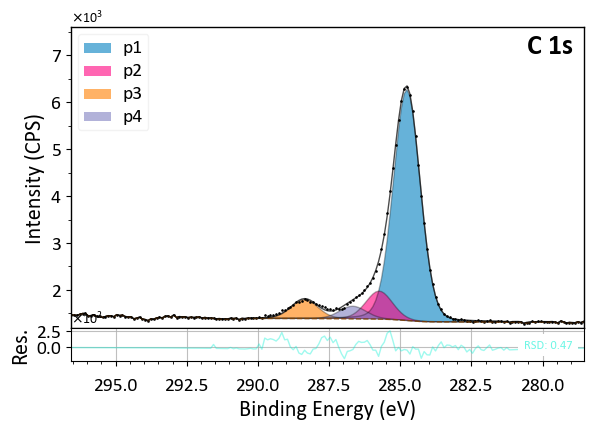 ×10³
C 1s
p1
p2
p3
p4
Intensity (CPS)
7
6
5
4
3
2
Res.
2.5
0.0
RSD: 0.47
295.0 292.5 290.0 287.5 285.0 282.5 280.0
Binding Energy (eV)